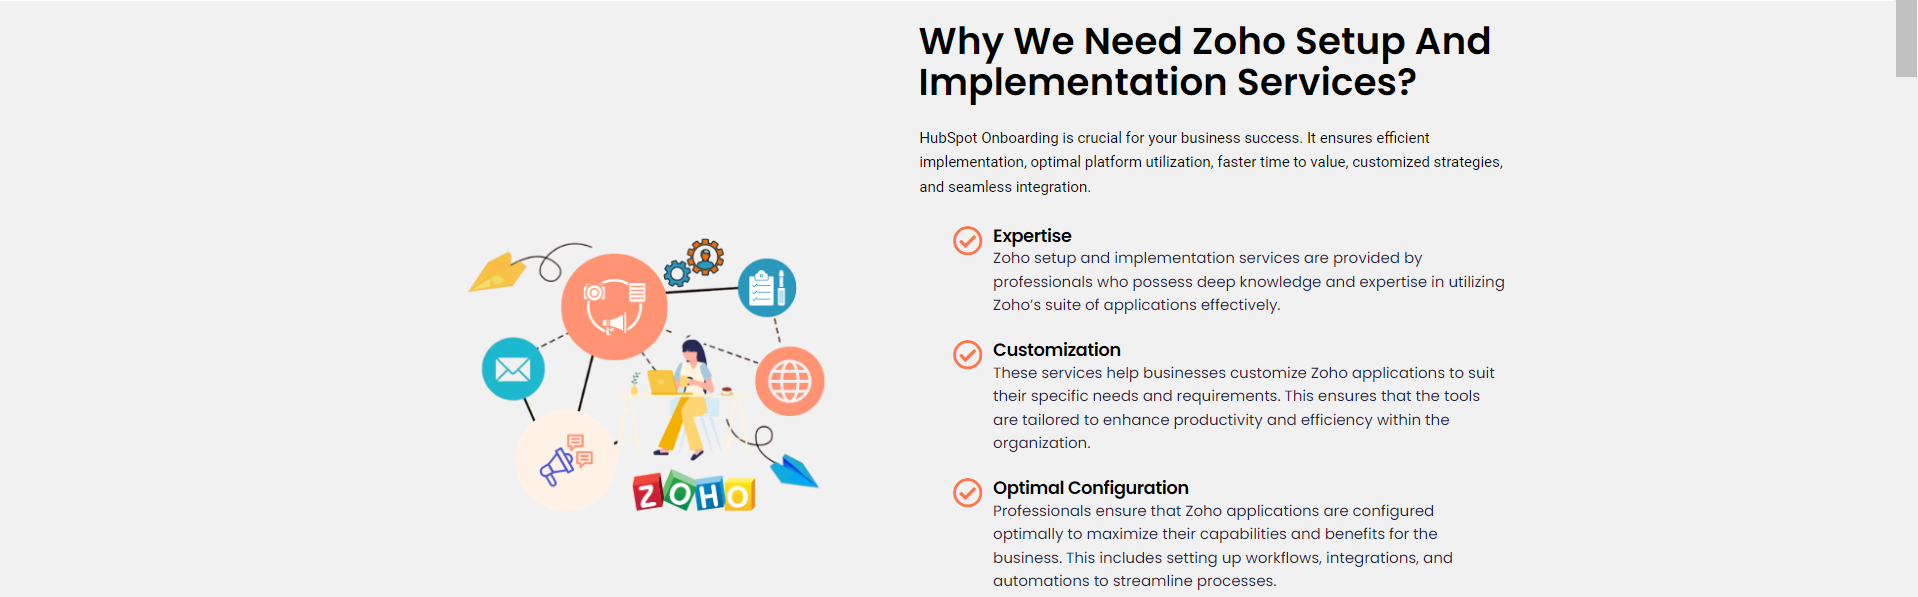 Why We Need Zoho Setup And
Implementation Services?
HubSpot Onboarding is crucial for your business success. It ensures efficient
implementation, optimal platform utilization, faster time to value, customized strategies,
and seamless integration.
Expertise
Zoho setup and implementation services are provided by
professionals who possess deep knowledge and expertise in utilizing
Zoho’s suite of applications effectively.
Customization
These services help businesses customize Zoho applications to suit
their specific needs and requirements. This ensures that the tools
are tailored to enhance productivity and efficiency within the
organization.
Optimal Configuration
Professionals ensure that Zoho applications are configured
optimally to maximize their capabilities and benefits for the
business. This includes setting up workflows, integrations, and
automations to streamline processes.
ZOHO